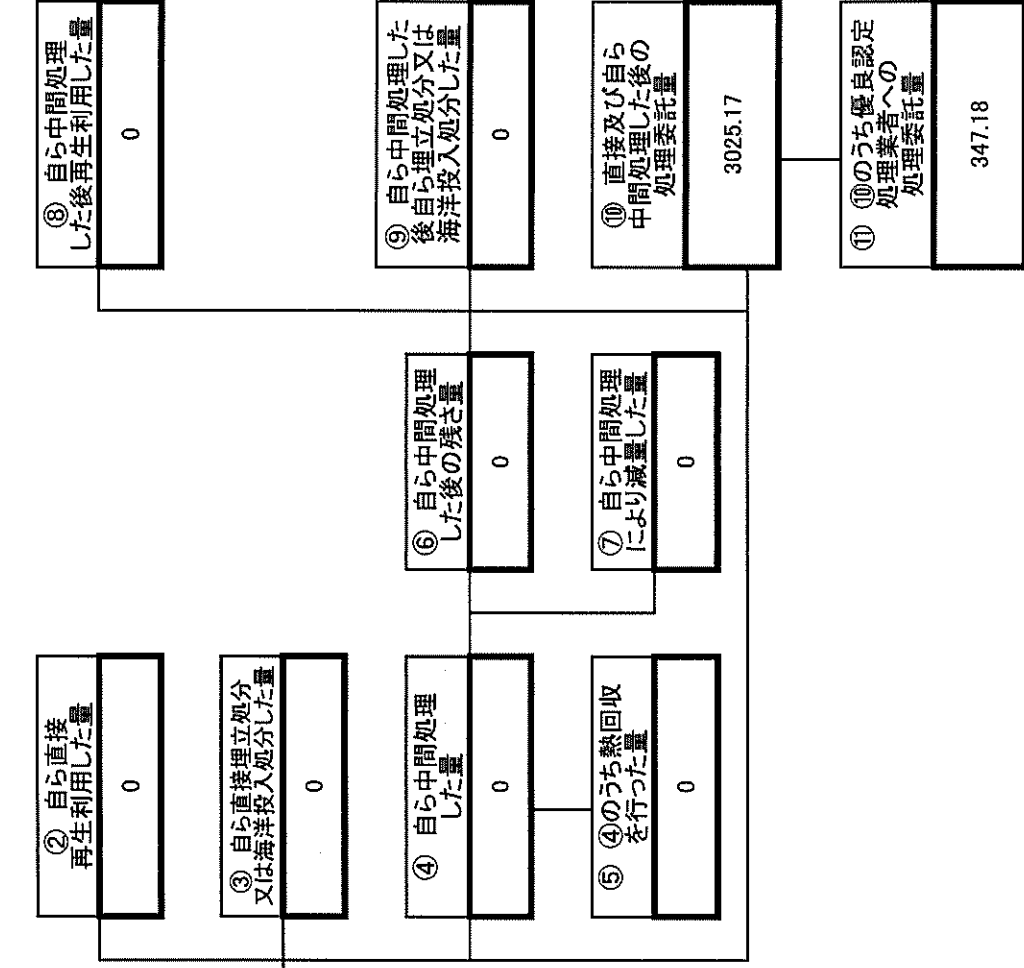 ② 自ら直接
再生利用した量
0
③ 自ら直接埋立処分
又は海洋投入処分した量
0
④ 自ら中間処理
した量
0
⑤ ④のうち熱回収
を行った量
0
⑥ 自ら中間処理
した後の残さ量
0
⑦ 自ら中間処理
により減量した量
0
⑧ 自ら中間処理
した後再生利用した量
0
⑨ 自ら中間処理した
後自ら埋立処分又は
海洋投入処分した量
0
⑩ 直接及び自ら
中間処理した後の
処理委託量
3025.17
⑪ ⑩のうち優良認定
処理業者への
処理委託量
347.18